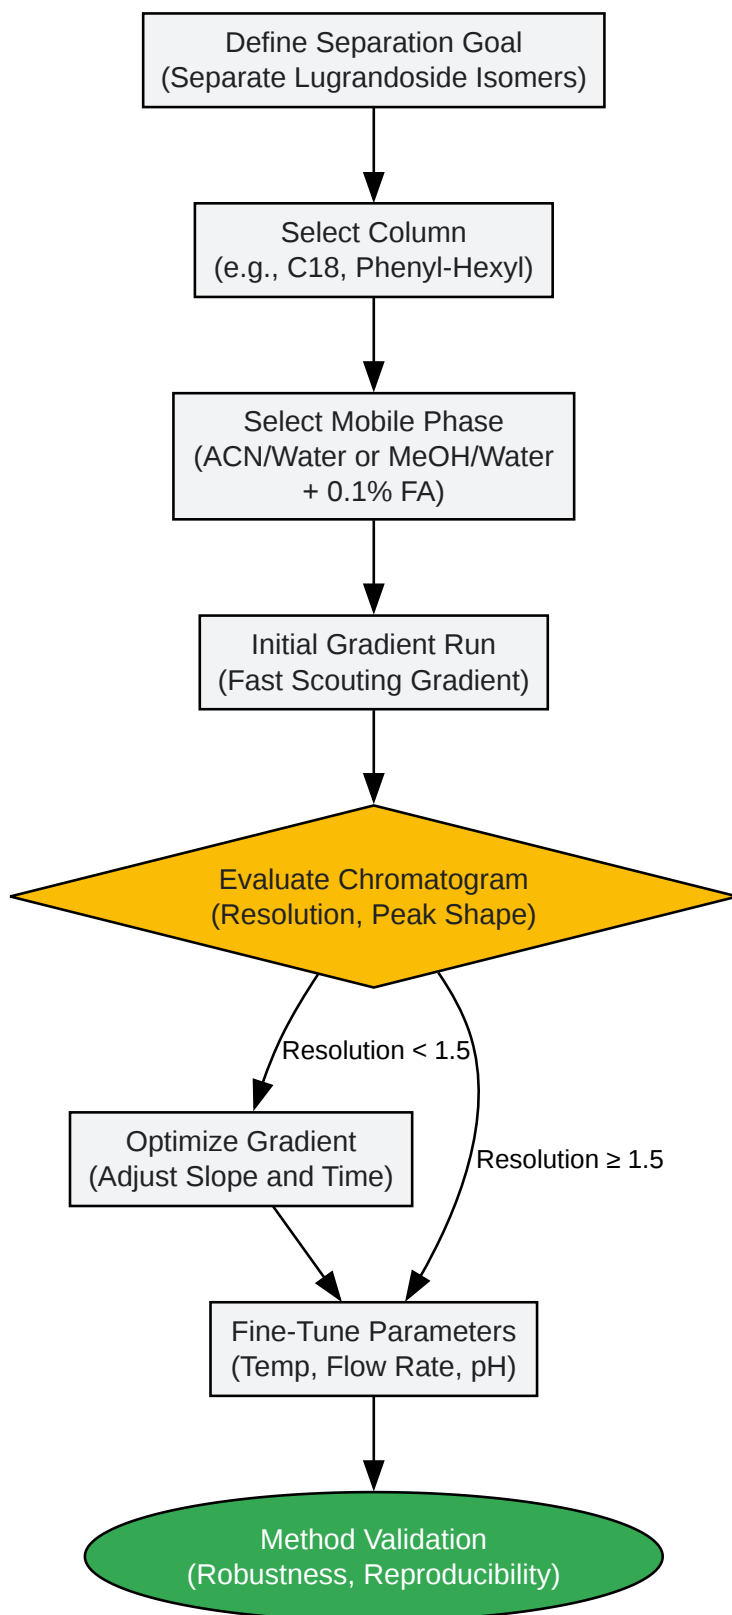 Define Separation Goal
(Separate Lugrandoside Isomers)
Select Column
(e.g., C18, Phenyl-Hexyl)
Select Mobile Phase
(ACN/Water or MeOH/Water
+ 0.1% FA)
Initial Gradient Run
(Fast Scouting Gradient)
Evaluate Chromatogram
(Resolution, Peak Shape)
Resolution < 1.5
Optimize Gradient
(Adjust Slope and Time)
Resolution ≥ 1.5
Fine-Tune Parameters
(Temp, Flow Rate, pH)
Method Validation
(Robustness, Reproducibility)